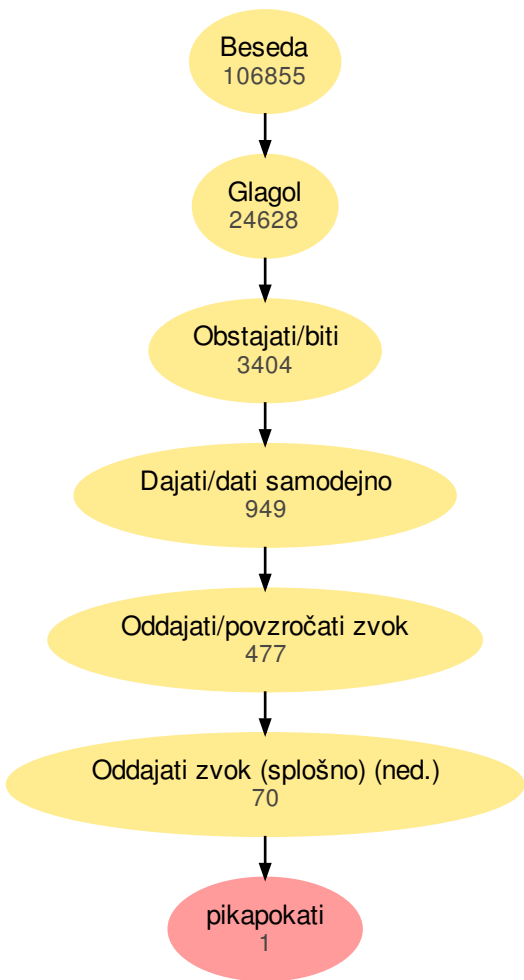 Beseda
106855
Glagol
24628
Obstajati/biti
3404
Dajati/dati samodejno
949
Oddajati/povzročati zvok
477
Oddajati zvok (splošno) (ned.)
70
pikapokati
1